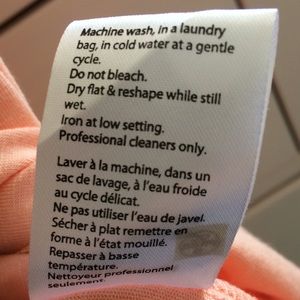 Machine wash, in a laundry
bag, in cold water at a gentle
cycle.
Do not bleach.
Dry flat & reshape while still
wet.
Iron at low setting.
Professional cleaners only.
Laver à la machine, dans un
sac de lavage, à l'eau froide
au cycle délicat.
Ne pas utiliser l'eau de javel.
Sécher à plat remettre en
forme à l'état mouillé.
Repasser à basse
température.
Nettoyeur professionnel
seulement.